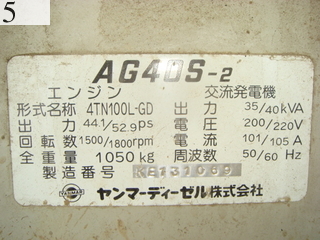 5
AG40S-2
エンジン 交流発電機
形式名称 4TN100L-GD 出力 35/40kVA
出力 44.1/52.9ps 電圧 200/220V
回転数 1500/1800rpm 電流 101/105A
全重量 1050kg 周波数 50/60Hz
製造番号
YANMAR ヤンマーディーゼル株式会社